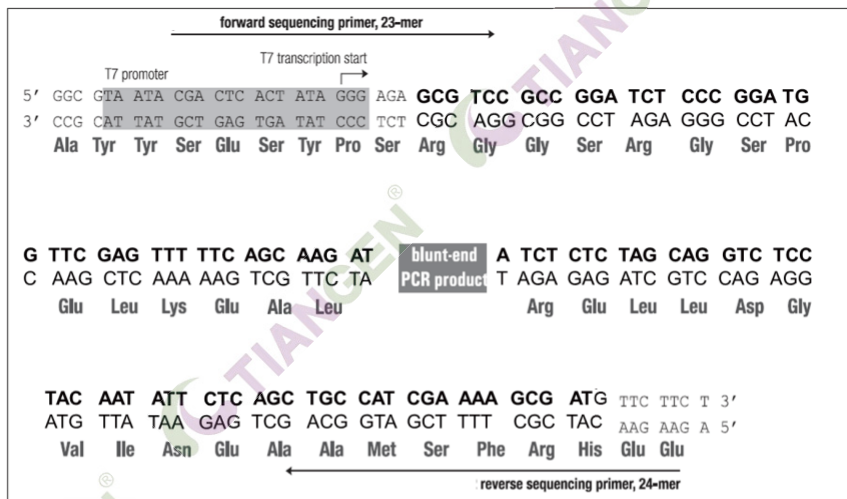 forward sequencing primer, 23-mer
T7 promoter T7 transcription start
5′ GGC GTAATA CGA CTC ACT ATA GGG AGA GCG TCC GCC GGA TCT CCC GGA TG
3′ CCG CATTAT GCT GAG TGA TAT CCC TCT CGC AGG CGG CCT AGA GGG CCT AC
Ala Tyr Tyr Ser Glu Ser Tyr Pro Ser Arg Gly Gly Ser Arg Gly Ser Pro
G TTC GAG TTT TTC AGC AAG AT blunt-end A TCT CTC TAG CAG GTC TCC
C AAG CTC AAA AAG TCG TTC TA PCR product T AGA GAG ATC GTC CAG AGG
Glu Leu Lys Glu Ala Leu Arg Glu Leu Leu Asp Gly
TAC AAT ATT CTC AGC TGC CAT CGA AAA GCG ATG TTC TTC T 3′
ATG TTA TAA GAG TCG ACG GTA GCT TTT CGC TAC AAG AAG A 5′
Val Ile Asn Glu Ala Ala Met Ser Phe Arg His Glu Glu
reverse sequencing primer, 24-mer
TIANGEN®
TIANGEN